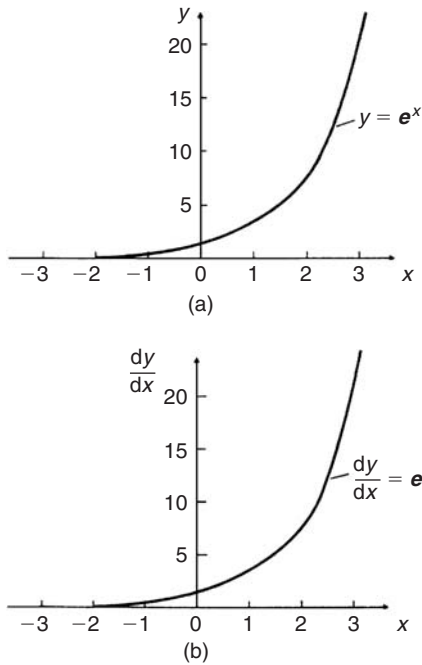 y
20
15
y = e^x
10
5
−3 −2 −1 0 1 2 3 x
(a)
dy
dx
20
15
dy
dx = e
10
5
−3 −2 −1 0 1 2 3 x
(b)